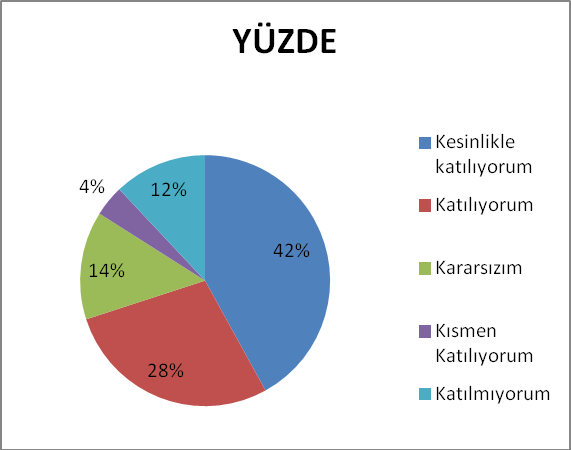 YÜZDE
42%
28%
14%
4%
12%
Kesinlikle
katılıyorum
Katılıyorum
Kararsızım
Kısmen
Katılıyorum
Katılmıyorum